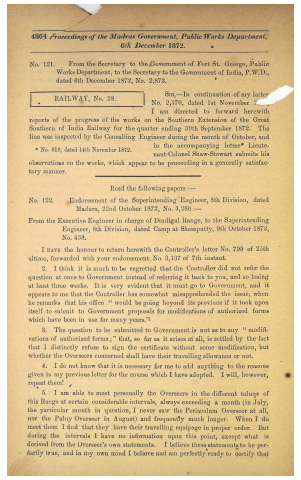 4364 Proceedings of the Madras Government, Public Works Department,
6th December 1872.
No. 121. From the Secretary to the Government of Fort St. George, Public
Works Department, to the Secretary to the Government of India, P.W.D.,
dated 4th December 1872, No. 2,873.
SIR,—In continuation of my letter
RAILWAY, No. 28.
No. 2,570, dated 1st November
I am directed to forward herewith
reports of the progress of the works on the Southern Extension of the Great
Southern of India Railway for the quarter ending 30th September 1872. The
line was inspected by the Consulting Engineer during the month of October, and
in the accompanying letter* Lieute-
* No. 618, dated 14th November 1872.
nant-Colonel Shaw-Stewart submits his
observations on the works, which appear to be proceeding in a generally satisfac-
tory manner.
Read the following papers:—
No. 122. Endorsement of the Superintending Engineer, 8th Division, dated
Madura, 22nd October 1872, No. 3,286:—
From the Executive Engineer in charge of Dindigal Range, to the Superintending
Engineer, 8th Division, dated Camp at Shemputty, 9th October 1872,
No. 438.
I HAVE the honour to return herewith the Controller's letter No. 799 of 25th
ultimo, forwarded with your endorsement No. 3,137 of 7th instant.
2. I think it is much to be regretted that the Controller did not refer the
question at once to Government instead of referring it back to you, and so losing
at least three weeks. It is very evident that it must go to Government, and it
appears to me that the Controller has somewhat misapprehended the issue, when
he remarks that his office "would be going beyond its province if it took upon
itself to submit to Government proposals for modifications of authorized forms
which have been in use for many years."
3. The question to be submitted to Government is not as to any "modifi-
cations of authorized forms;" that, so far as it arises at all, is settled by the fact
that I distinctly refuse to sign the certificate without some modification, but
whether the Overseers concerned shall have their travelling allowance or not.
4. I do not know that it is necessary for me to add anything to the reasons
given in my previous letter for the course which I have adopted. I will, however,
repeat them.
5. I am able to meet personally the Overseers in the different taluqs of
this Range at certain considerable intervals, always exceeding a month (in July,
the particular month in question, I never saw the Periacolum Overseer at all,
nor the Pulny Overseer in August) and frequently much longer. When I do
meet them I find that they have their travelling equipage in proper order. But
during the intervals I have no information upon this point, except what is
derived from the Overseer's own statements. I believe these statements to be per-
fectly true, and in my own mind I believe and am perfectly ready to certify that